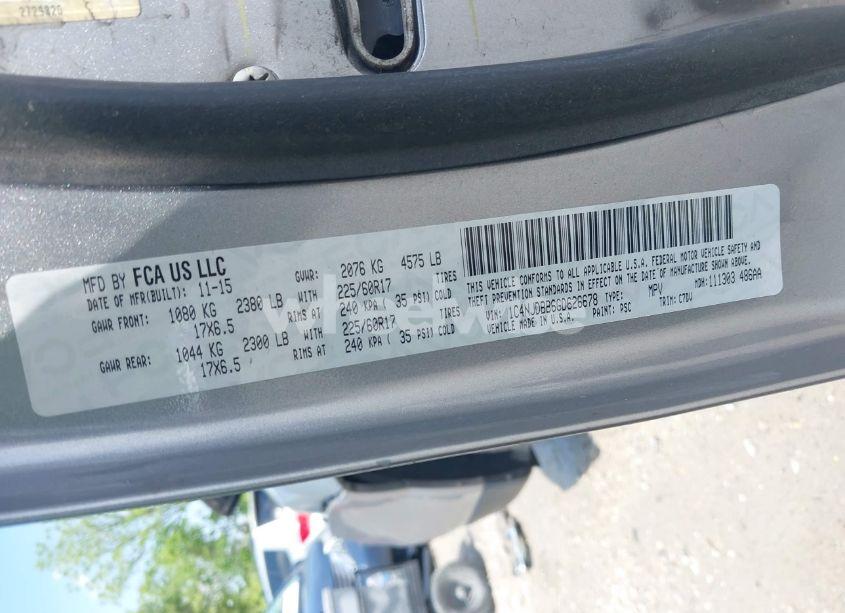 2725020
MFD BY FCA US LLC
DATE OF MFR(BUILT): 11-15 GVWR: 2076 KG 4575 LB
GAWR FRONT: 1080 KG 2380 LB WITH 225/60R17 TIRES
17X6.5 RIMS AT 240 KPA ( 35 PSI) COLD
GAWR REAR: 1044 KG 2300 LB WITH 225/60R17 TIRES
17X6.5 RIMS AT 240 KPA ( 35 PSI) COLD
THIS VEHICLE CONFORMS TO ALL APPLICABLE U.S.A. FEDERAL MOTOR VEHICLE SAFETY AND
THEFT PREVENTION STANDARDS IN EFFECT ON THE DATE OF MANUFACTURE SHOWN ABOVE.
VIN: 1C4NJDBB6GD626678 TYPE: MPV MDH:111303 486AA
MADE IN U.S.A. PAINT: PSC TRIM: C7DV